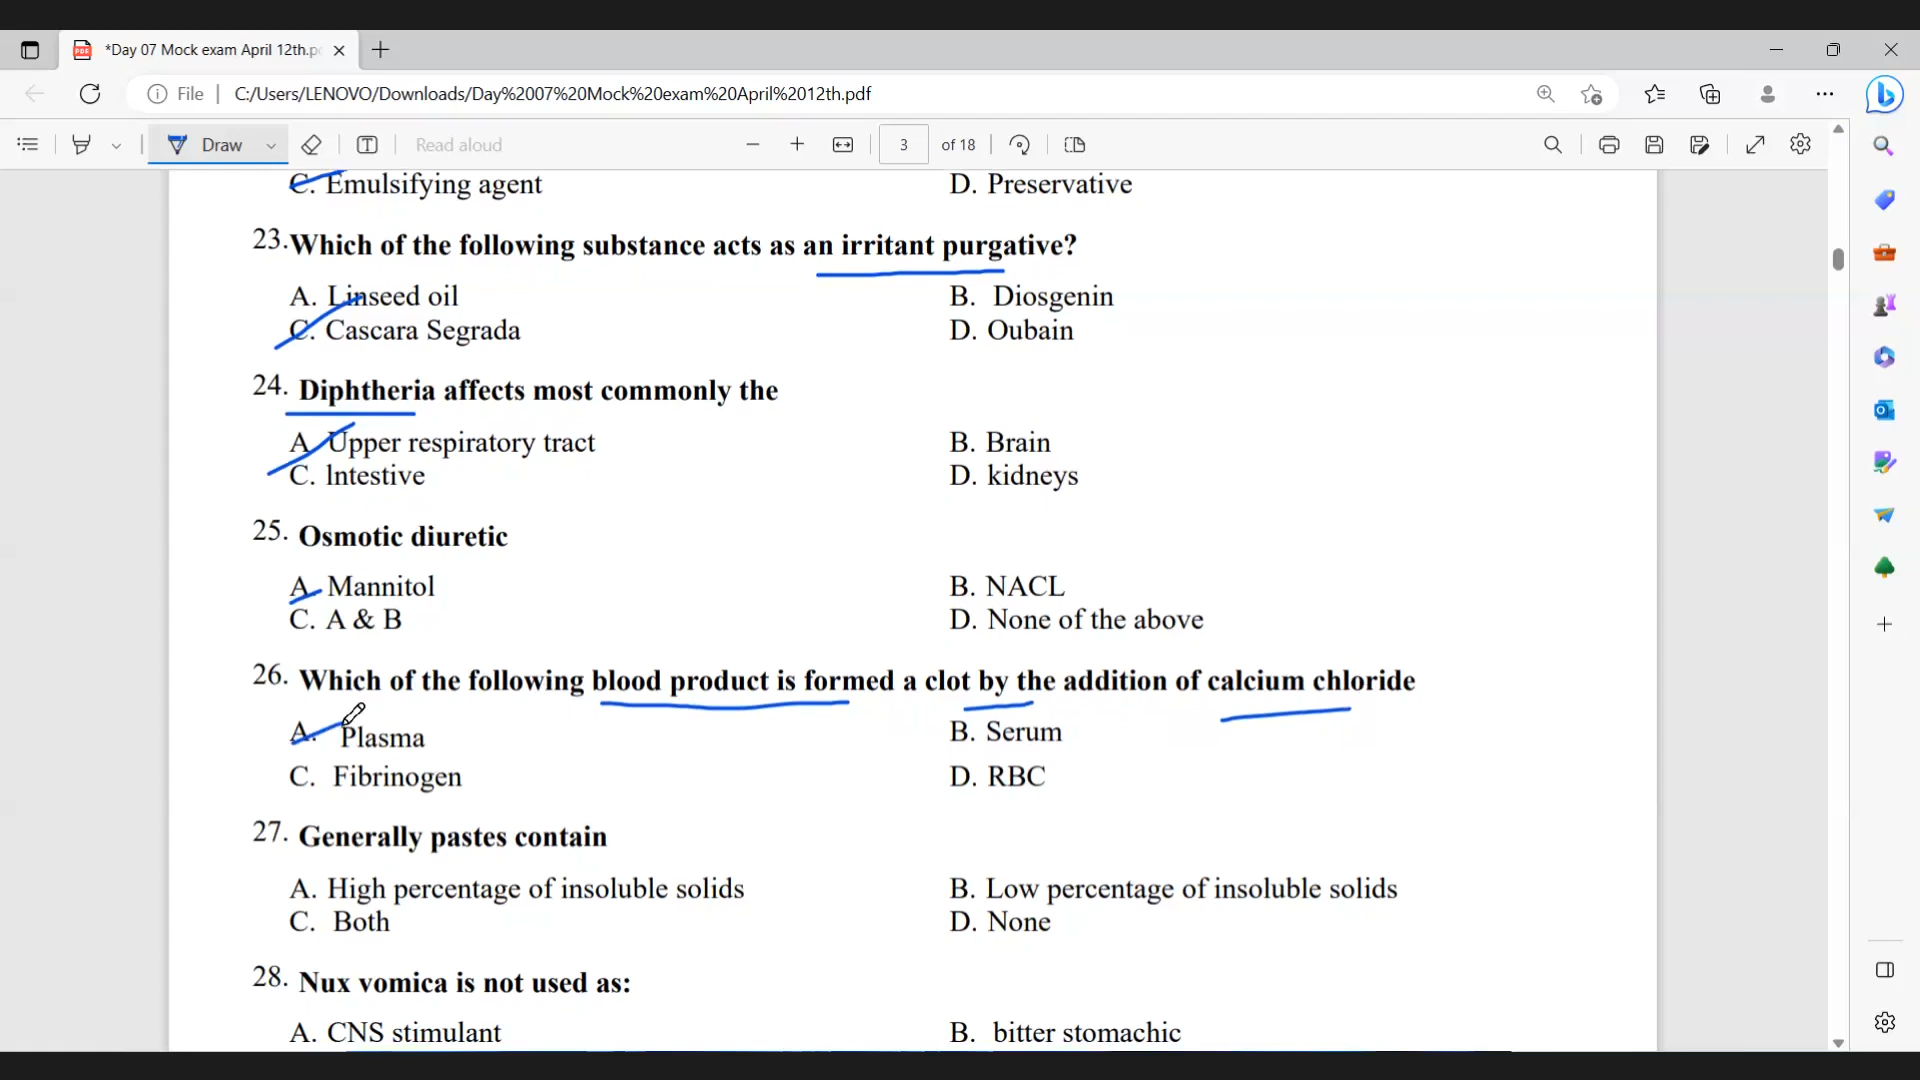 *Day 07 Mock exam April 12th.p
File
C:/Users/LENOVO/Downloads/Day%2007%20Mock%20exam%20April%2012th.pdf
Draw
Read aloud
3 of 18
C. Emulsifying agent D. Preservative
23.Which of the following substance acts as an irritant purgative?
A. Linseed oil B. Diosgenin
C. Cascara Segrada D. Oubain
24. Diphtheria affects most commonly the
A. Upper respiratory tract B. Brain
C. lntestive D. kidneys
25. Osmotic diuretic
A. Mannitol B. NACL
C. A & B D. None of the above
26. Which of the following blood product is formed a clot by the addition of calcium chloride
A. Plasma B. Serum
C. Fibrinogen D. RBC
27. Generally pastes contain
A. High percentage of insoluble solids B. Low percentage of insoluble solids
C. Both D. None
28. Nux vomica is not used as:
A. CNS stimulant B. bitter stomachic